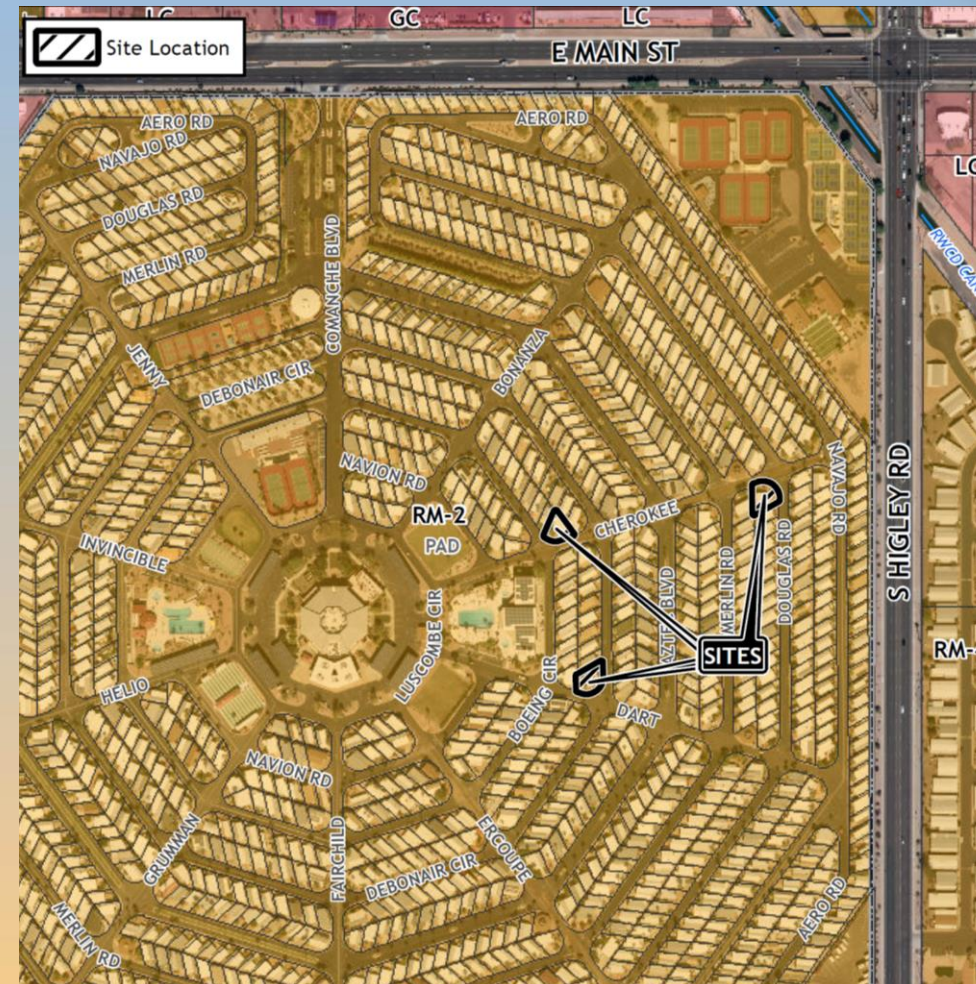 LC
GC
LC
Site Location
E MAIN ST
AERO RD
AERO RD
NAVAJO RD
DOUGLAS RD
MERLIN RD
COMANCHE BLVD
JENNY
DEBONAIR CIR
BONANZA
NAVION RD
RM-2
PAD
CHEROKEE
NAVAJO RD
S HIGLEY RD
INVINCIBLE
LUSCOMBE CIR
BLVD
MERLIN RD
DOUGLAS RD
SITES
HELIO
BOEING CIR
DART
NAVION RD
GRUMMAN
FAIRCHILD
DEBONAIR CIR
ERCOUPE
AERO RD
MERLIN RD